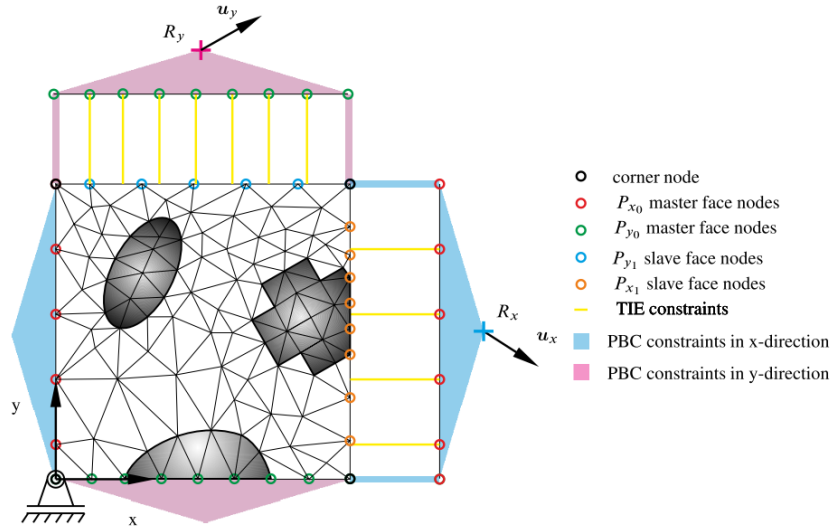 R_y
u_y
corner node
P_{x_0} master face nodes
P_{y_0} master face nodes
P_{y_1} slave face nodes
P_{x_1} slave face nodes
TIE constraints
R_x
u_x
PBC constraints in x-direction
PBC constraints in y-direction
y
x